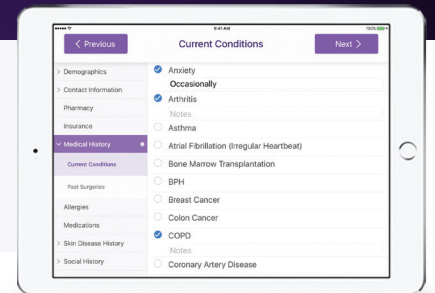 9:41 AM
100%
< Previous
Current Conditions
Next >
> Demographics
> Contact Information
Pharmacy
Insurance
Medical History
Current Conditions
Past Surgeries
Allergies
Medications
> Skin Disease History
> Social History
Anxiety
Occasionally
Arthritis
Notes
Asthma
Atrial Fibrillation (Irregular Heartbeat)
Bone Marrow Transplantation
BPH
Breast Cancer
Colon Cancer
COPD
Notes
Coronary Artery Disease